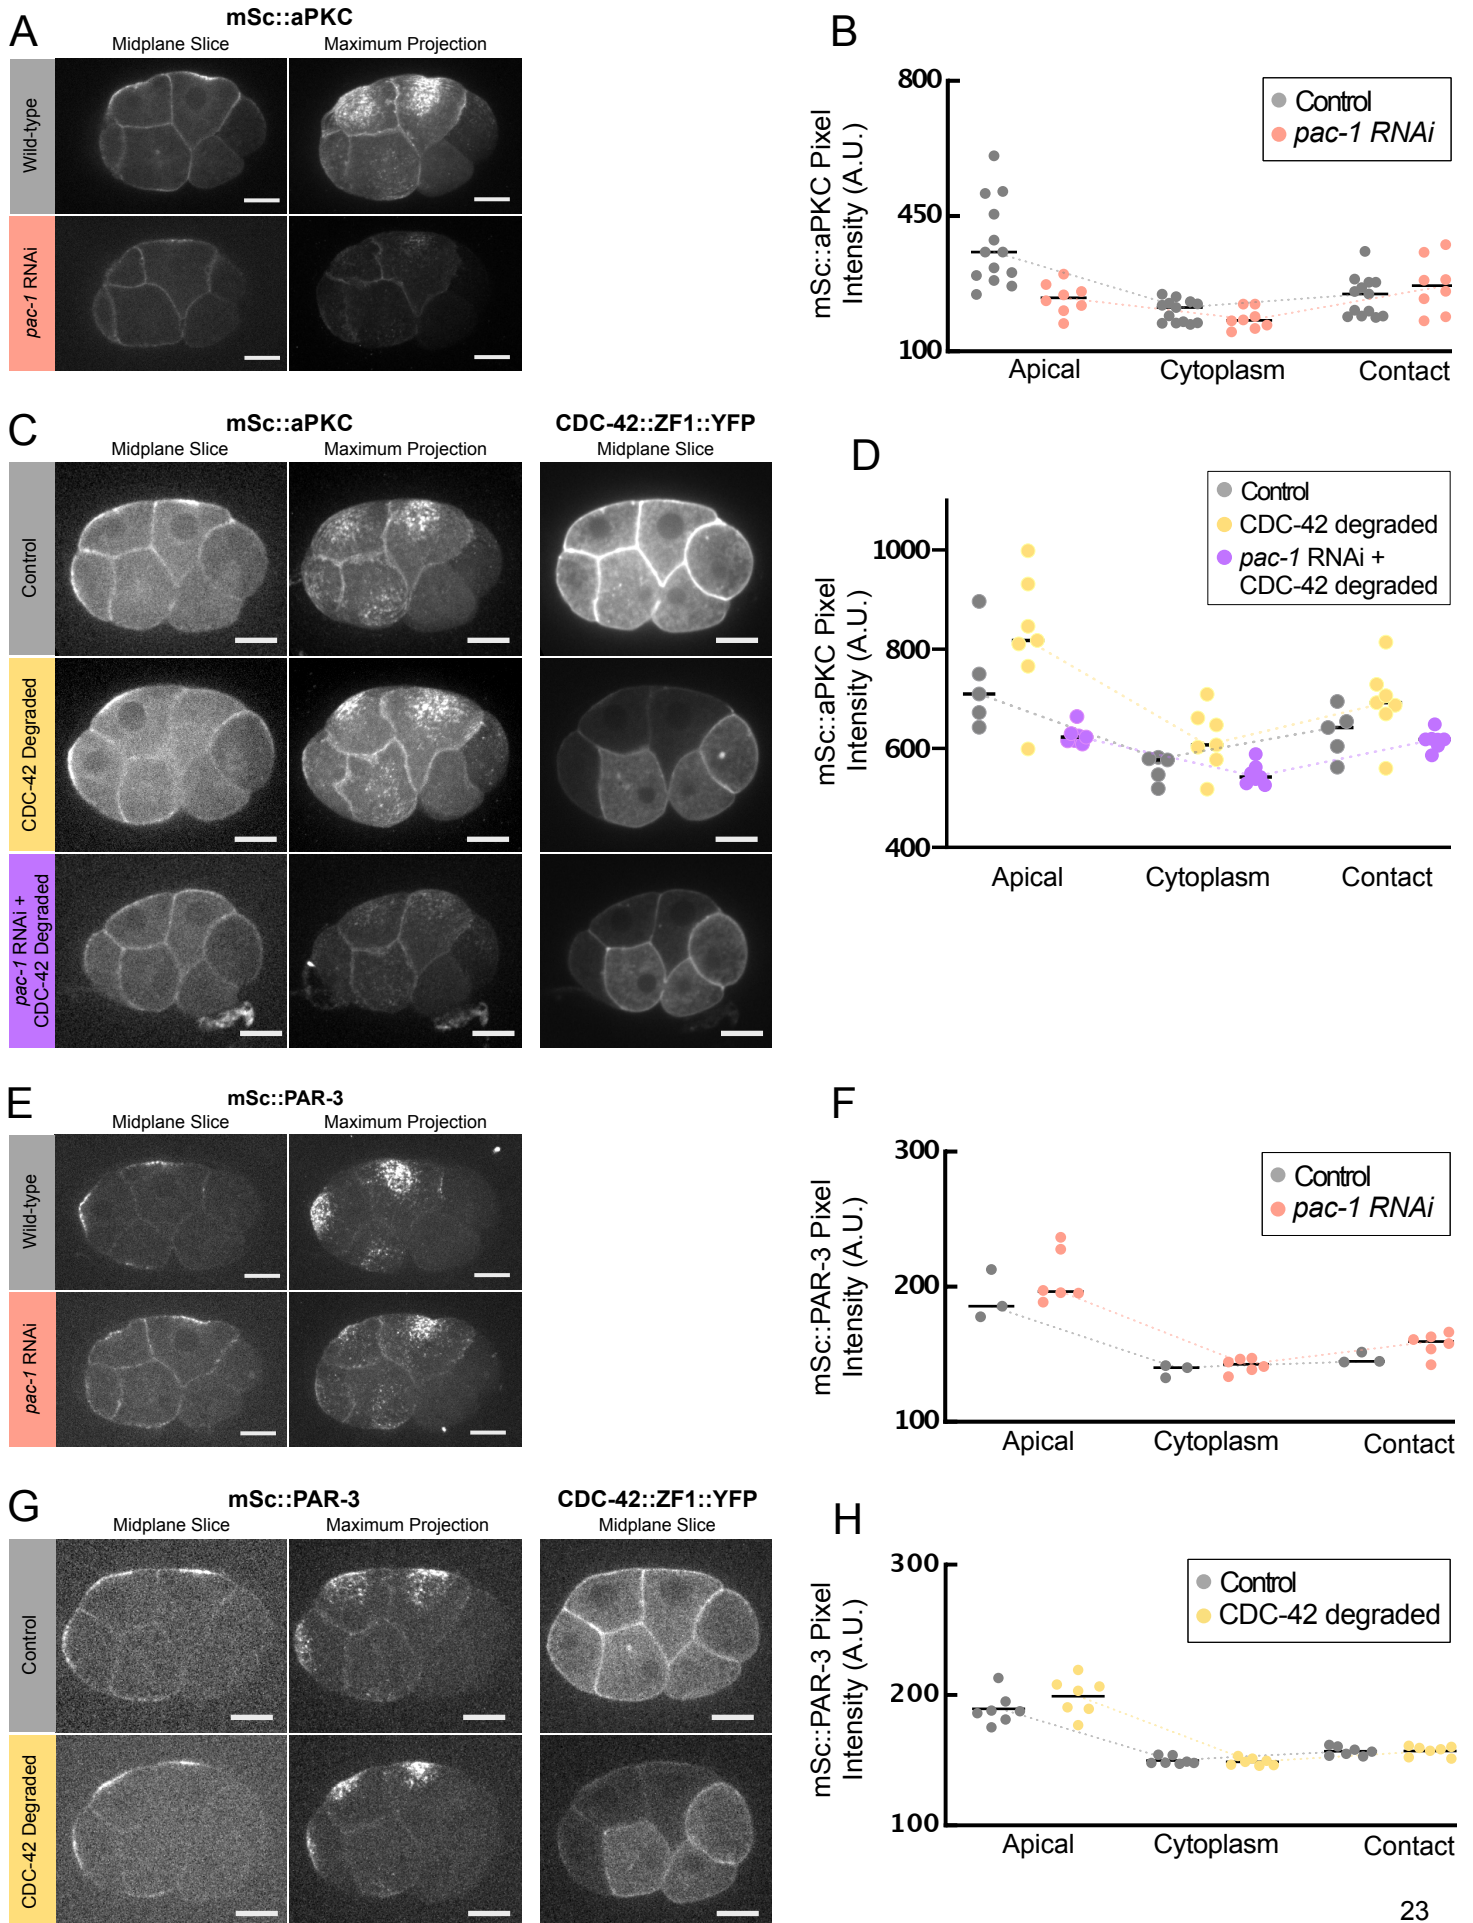 A
mSc::aPKC
Midplane Slice
Maximum Projection
Wild-type
pac-1 RNAi
B
mSc::aPKC Pixel
Intensity (A.U.)
800
450
100
Control
pac-1 RNAi
Apical
Cytoplasm
Contact
C
mSc::aPKC
CDC-42::ZF1::YFP
Midplane Slice
Maximum Projection
Midplane Slice
Control
CDC-42 Degraded
pac-1 RNAi +
CDC-42 Degraded
D
mSc::aPKC Pixel
Intensity (A.U.)
1000
800
600
400
Control
CDC-42 degraded
pac-1 RNAi +
CDC-42 degraded
Apical
Cytoplasm
Contact
E
mSc::PAR-3
Midplane Slice
Maximum Projection
Wild-type
pac-1 RNAi
F
mSc::PAR-3 Pixel
Intensity (A.U.)
300
200
100
Control
pac-1 RNAi
Apical
Cytoplasm
Contact
G
mSc::PAR-3
CDC-42::ZF1::YFP
Midplane Slice
Maximum Projection
Midplane Slice
Control
CDC-42 Degraded
H
mSc::PAR-3 Pixel
Intensity (A.U.)
300
200
100
Control
CDC-42 degraded
Apical
Cytoplasm
Contact
23